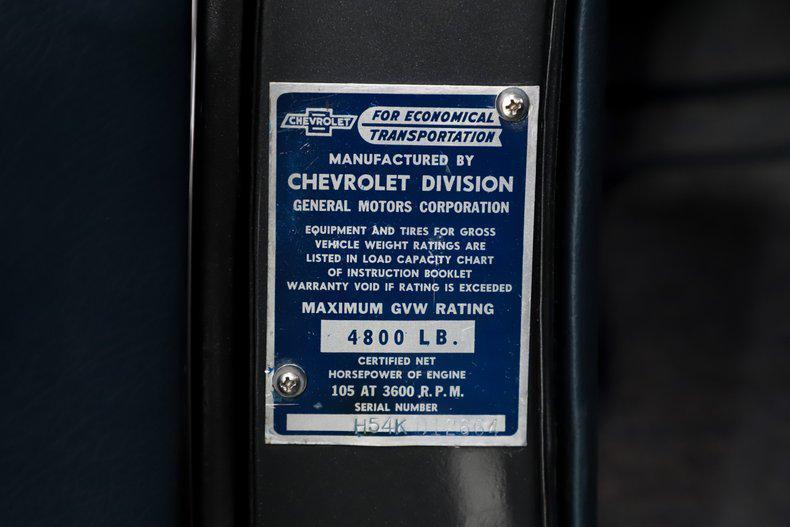 CHEVROLET
FOR ECONOMICAL
TRANSPORTATION
MANUFACTURED BY
CHEVROLET DIVISION
GENERAL MOTORS CORPORATION
EQUIPMENT AND TIRES FOR GROSS
VEHICLE WEIGHT RATINGS ARE
LISTED IN LOAD CAPACITY CHART
OF INSTRUCTION BOOKLET
WARRANTY VOID IF RATING IS EXCEEDED
MAXIMUM GVW RATING
4800 LB.
CERTIFIED NET
HORSEPOWER OF ENGINE
105 AT 3600 R.P.M.
SERIAL NUMBER
H54K